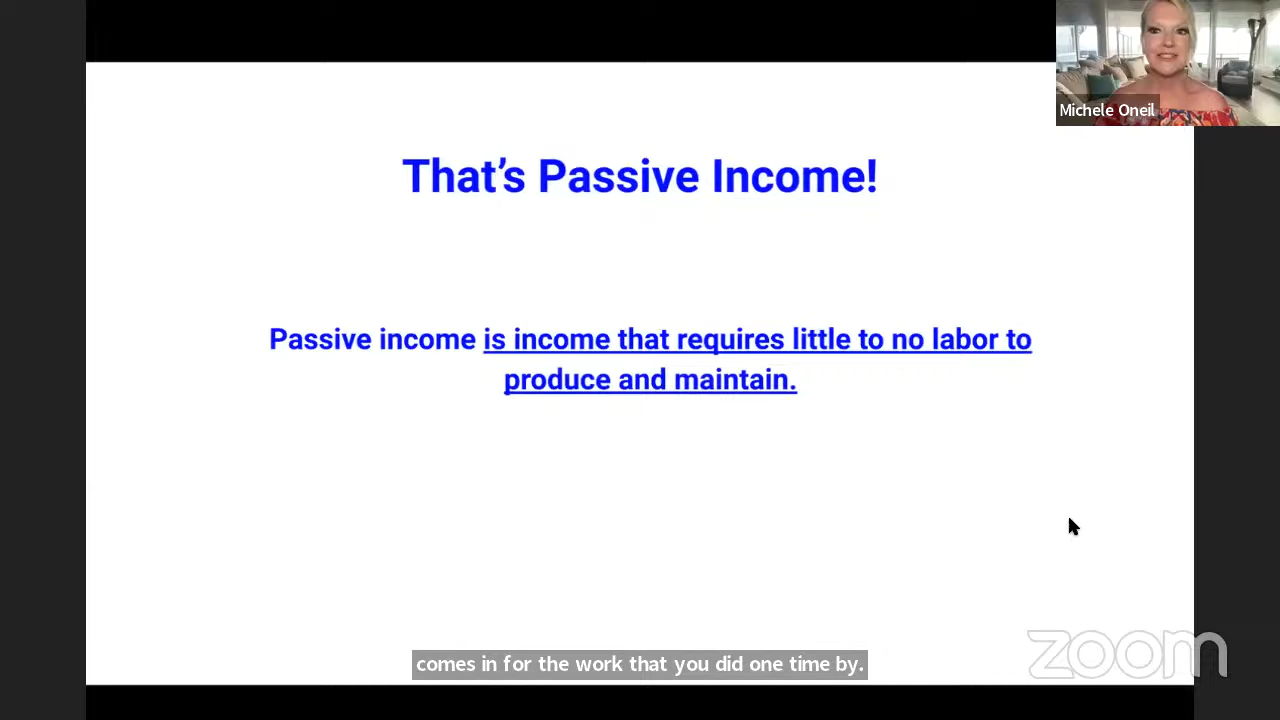 Michele Oneil
That's Passive Income!
Passive income is income that requires little to no labor to
produce and maintain.
comes in for the work that you did one time by.
zoom